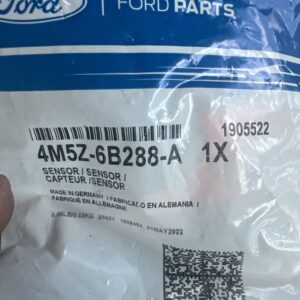 Ford
FORD PARTS
1905522
4M5Z-6B288-A 1X
SENSOR / SENSOR /
CAPTEUR /SENSOR
MADE IN GERMANY / FABRICADO EN ALEMANIA /
FABRIQUE EN ALLEMAGNE
01MAY2022